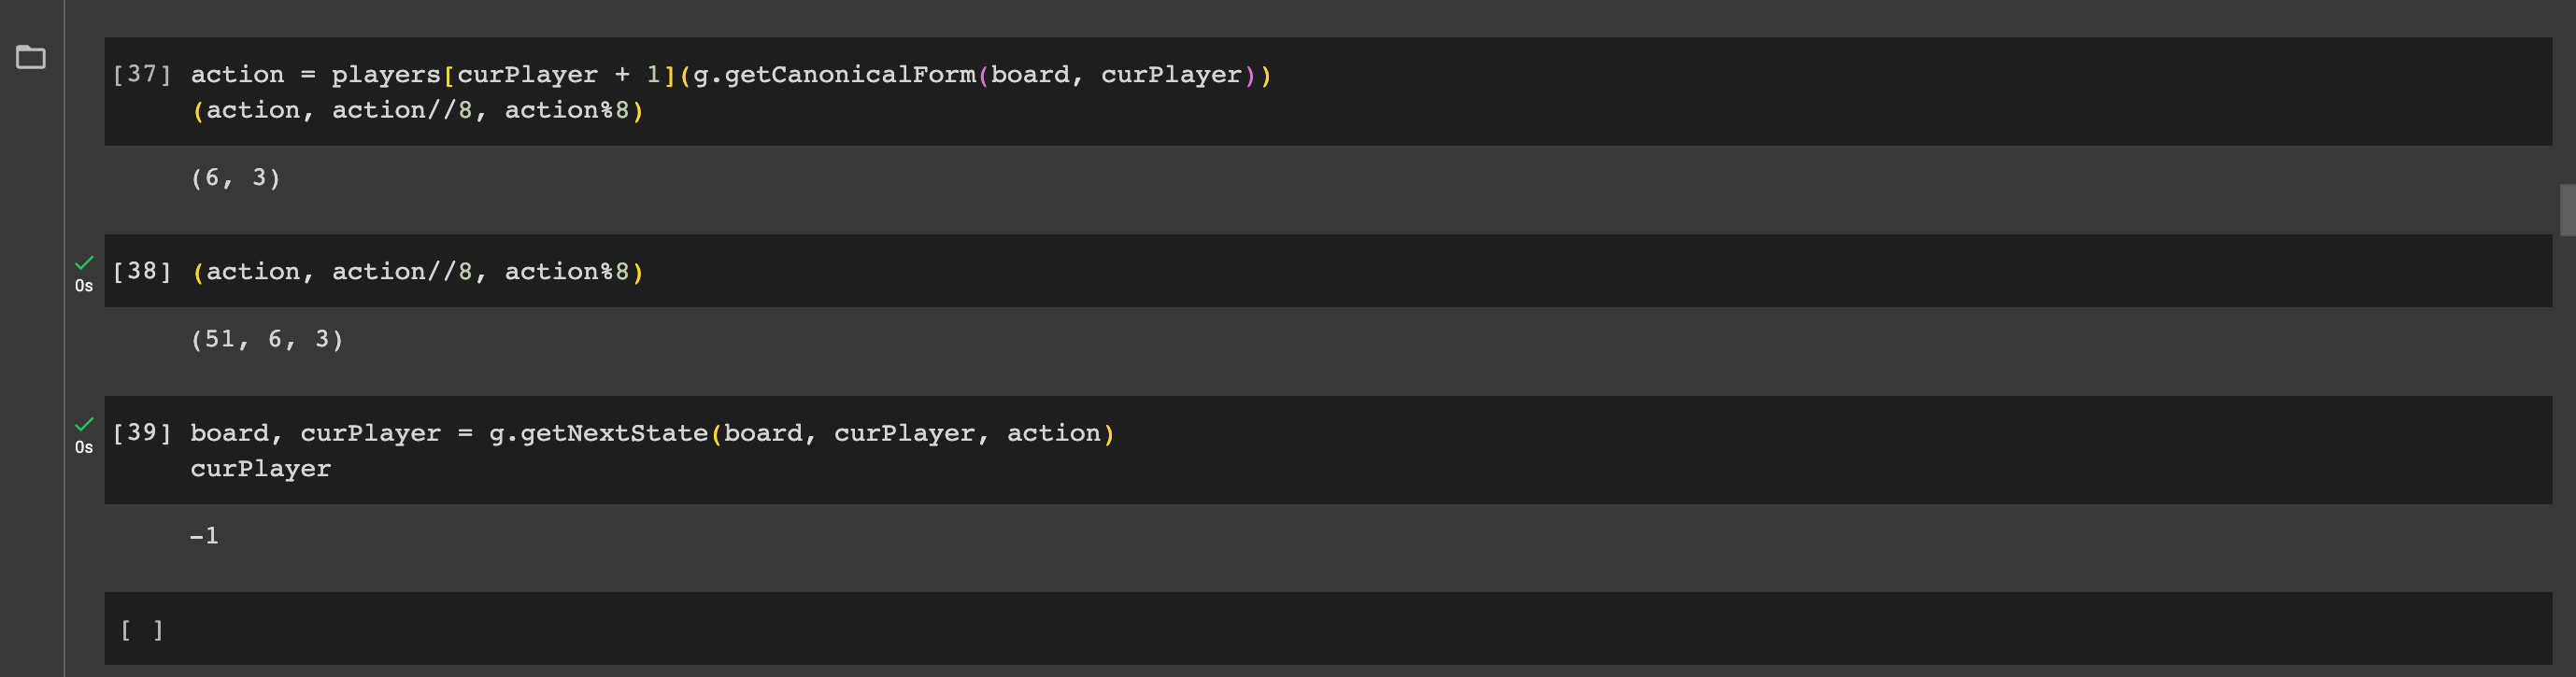 [37] action = players[curPlayer + 1](g.getCanonicalForm(board, curPlayer))
(action, action//8, action%8)
(6, 3)
[38] (action, action//8, action%8)
0s
(51, 6, 3)
[39] board, curPlayer = g.getNextState(board, curPlayer, action)
0s
curPlayer
-1
[ ]